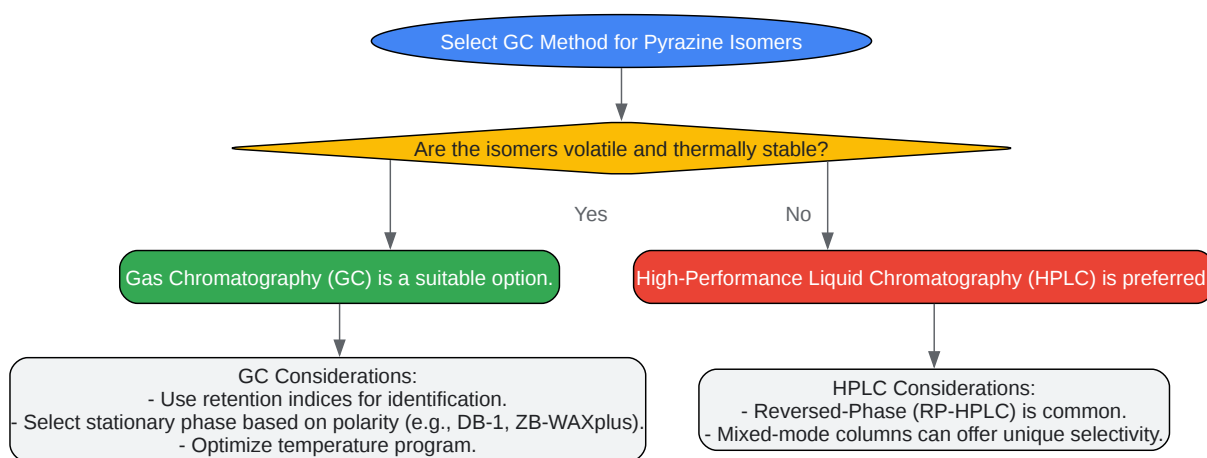 Select GC Method for Pyrazine Isomers
Are the isomers volatile and thermally stable?
Yes
No
Gas Chromatography (GC) is a suitable option.
High-Performance Liquid Chromatography (HPLC) is preferred
GC Considerations:
- Use retention indices for identification.
- Select stationary phase based on polarity (e.g., DB-1, ZB-WAXplus).
- Optimize temperature program.
HPLC Considerations:
- Reversed-Phase (RP-HPLC) is common.
- Mixed-mode columns can offer unique selectivity.